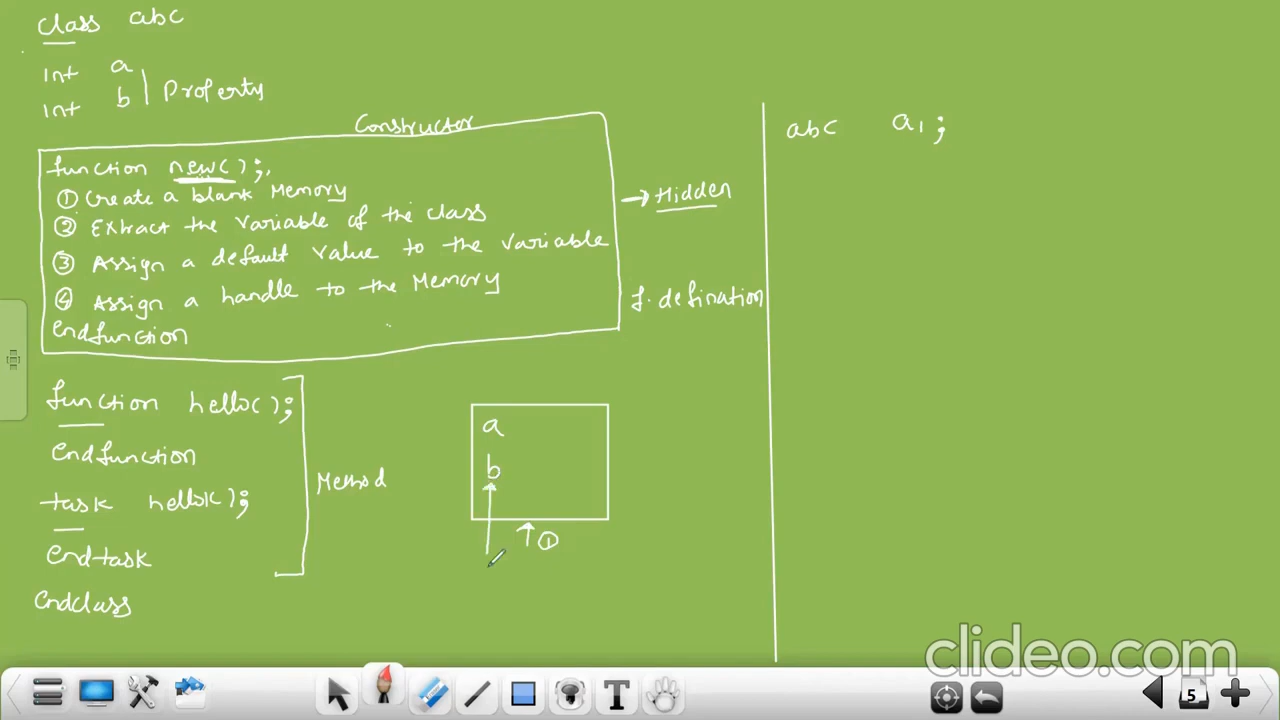 class abc
int a
int b
Property
Constructor
function new();
① Create a blank Memory
② Extract the variable of the class
③ Assign a default value to the variable
④ Assign a handle to the Memory
endfunction
→ Hidden
f. defination
function hello();
endfunction
task hello1();
endtask
Method
endclass
a
b
①
abc a1;
clideo.com
T
5